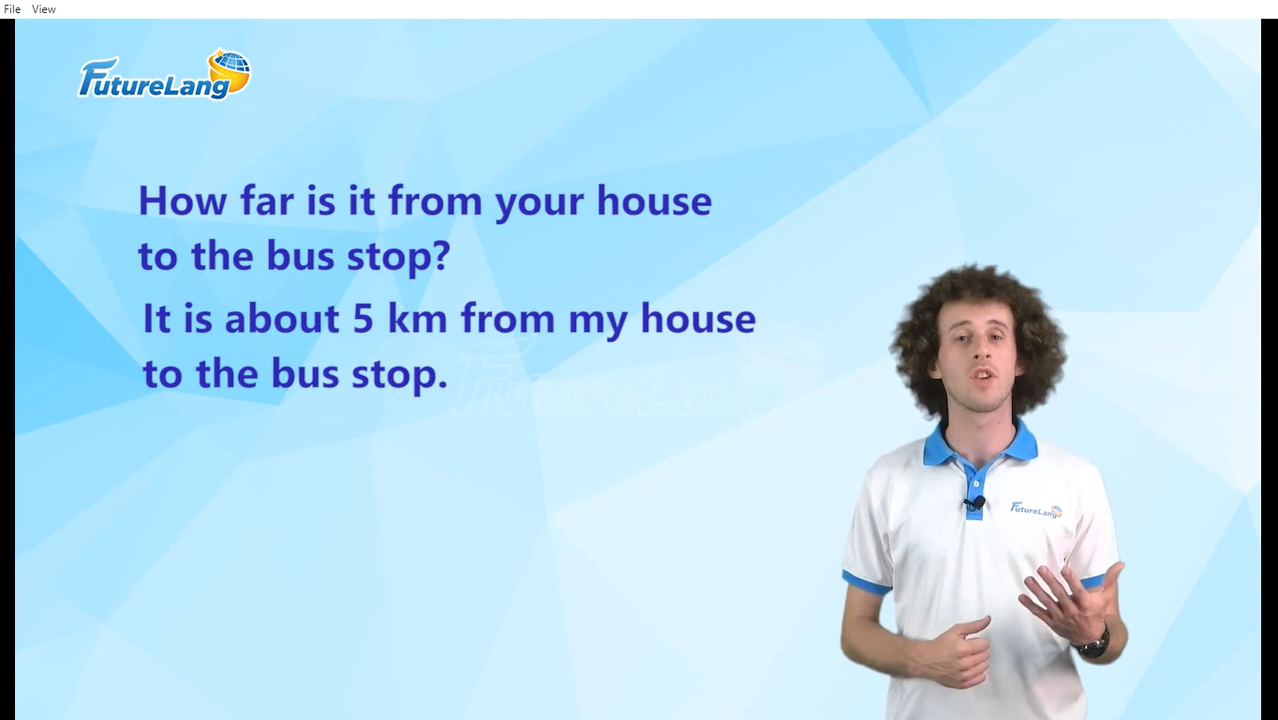 File View
FutureLang
How far is it from your house
to the bus stop?
It is about 5 km from my house
to the bus stop.
FutureLang
FutureLang